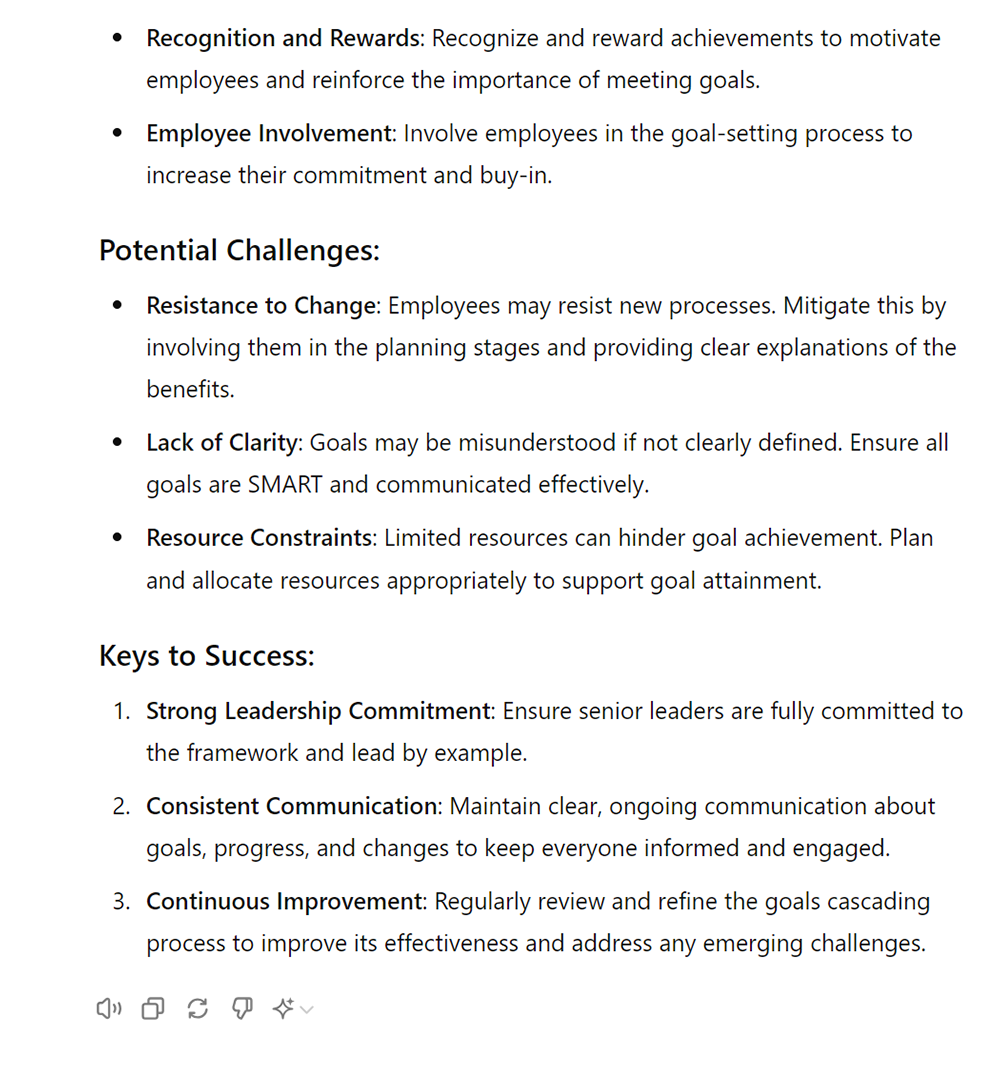 • Recognition and Rewards: Recognize and reward achievements to motivate
employees and reinforce the importance of meeting goals.
• Employee Involvement: Involve employees in the goal-setting process to
increase their commitment and buy-in.
Potential Challenges:
• Resistance to Change: Employees may resist new processes. Mitigate this by
involving them in the planning stages and providing clear explanations of the
benefits.
• Lack of Clarity: Goals may be misunderstood if not clearly defined. Ensure all
goals are SMART and communicated effectively.
• Resource Constraints: Limited resources can hinder goal achievement. Plan
and allocate resources appropriately to support goal attainment.
Keys to Success:
1. Strong Leadership Commitment: Ensure senior leaders are fully committed to
the framework and lead by example.
2. Consistent Communication: Maintain clear, ongoing communication about
goals, progress, and changes to keep everyone informed and engaged.
3. Continuous Improvement: Regularly review and refine the goals cascading
process to improve its effectiveness and address any emerging challenges.